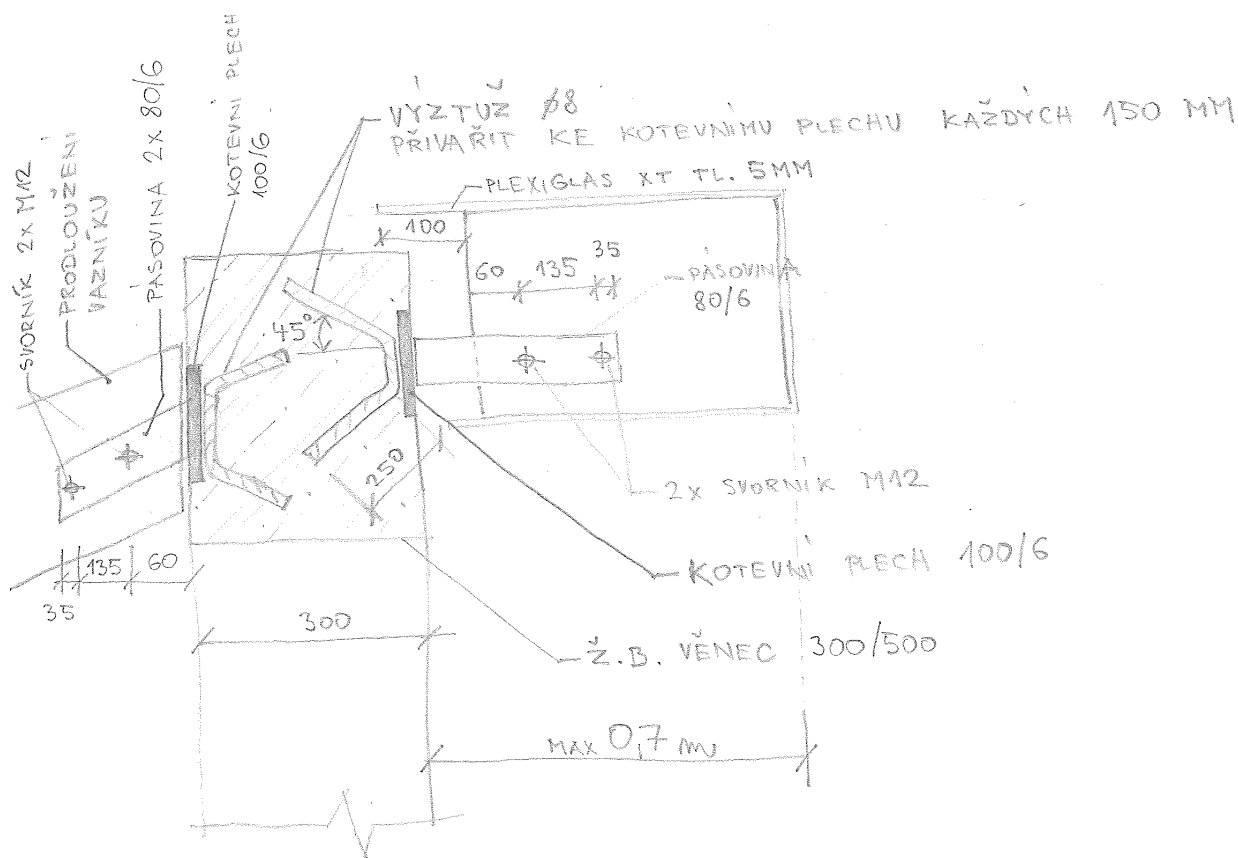 SVORNÍK 2x M12
PRODLOUŽENÍ
VAZNÍKU
PÁSOVINA 2x 80/6
KOTEVNÍ PLECH
100/6
VÝZTUŽ ø8
PŘIVAŘIT KE KOTEVNÍMU PLECHU KAŽDÝCH 150 MM
PLEXIGLAS XT TL. 5MM
100
60 135 35
PÁSOVINA
80/6
45°
250
2x SVORNÍK M12
KOTEVNÍ PLECH 100/6
35 135 60
300
Ž.B. VĚNEC 300/500
MAX 0,7 m